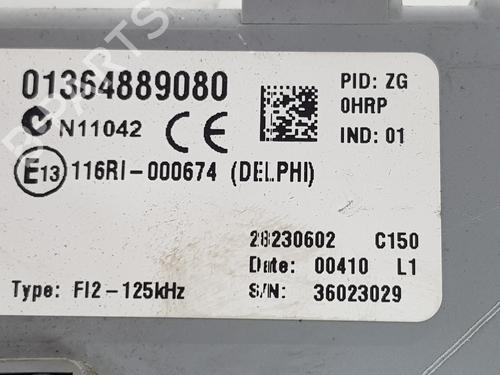 01364889080
PID: ZG
0HRP
N11042 CE
IND: 01
E13 116RI-000674 (DELPHI)
28230602 C150
Date: 00410 L1
Type: FI2-125kHz
S/N: 36023029